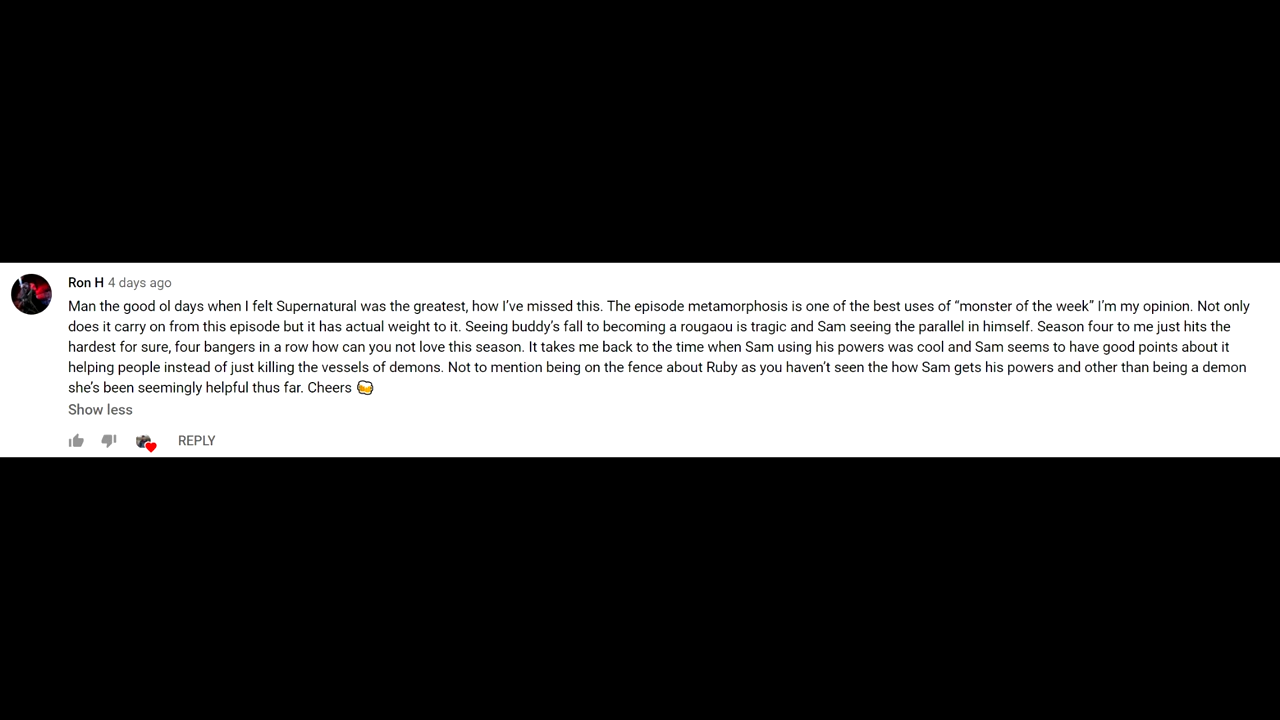 Ron H 4 days ago
Man the good ol days when I felt Supernatural was the greatest, how I’ve missed this. The episode metamorphosis is one of the best uses of “monster of the week” I’m my opinion. Not only
does it carry on from this episode but it has actual weight to it. Seeing buddy’s fall to becoming a rougaou is tragic and Sam seeing the parallel in himself. Season four to me just hits the
hardest for sure, four bangers in a row how can you not love this season. It takes me back to the time when Sam using his powers was cool and Sam seems to have good points about it
helping people instead of just killing the vessels of demons. Not to mention being on the fence about Ruby as you haven’t seen the how Sam gets his powers and other than being a demon
she’s been seemingly helpful thus far. Cheers 🍻
Show less
REPLY